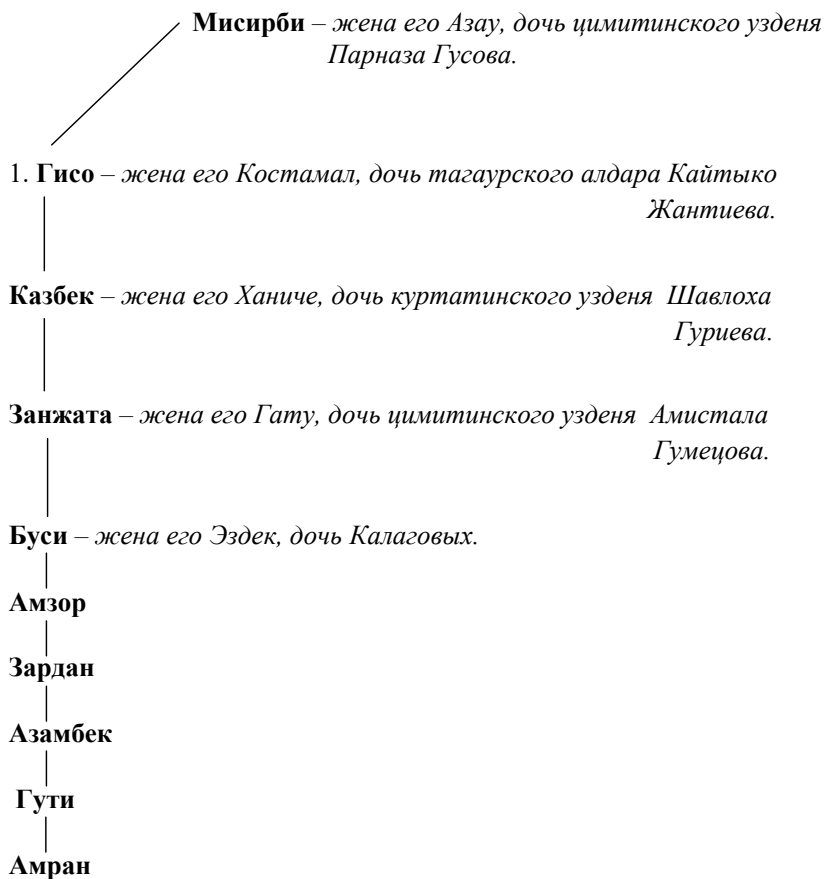 Мисирби – жена его Азау, дочь цимитинского узденя
Парназа Гусова.
1. Гисо – жена его Костамал, дочь тагаурского алдара Кайтыко
Жантиева.
Казбек – жена его Ханиче, дочь куртатинского узденя Шавлоха
Гуриева.
Занжата – жена его Гату, дочь цимитинского узденя Амистала
Гумецова.
Буси – жена его Эздек, дочь Калаговых.
Амзор
Зардан
Азамбек
Гути
Амран